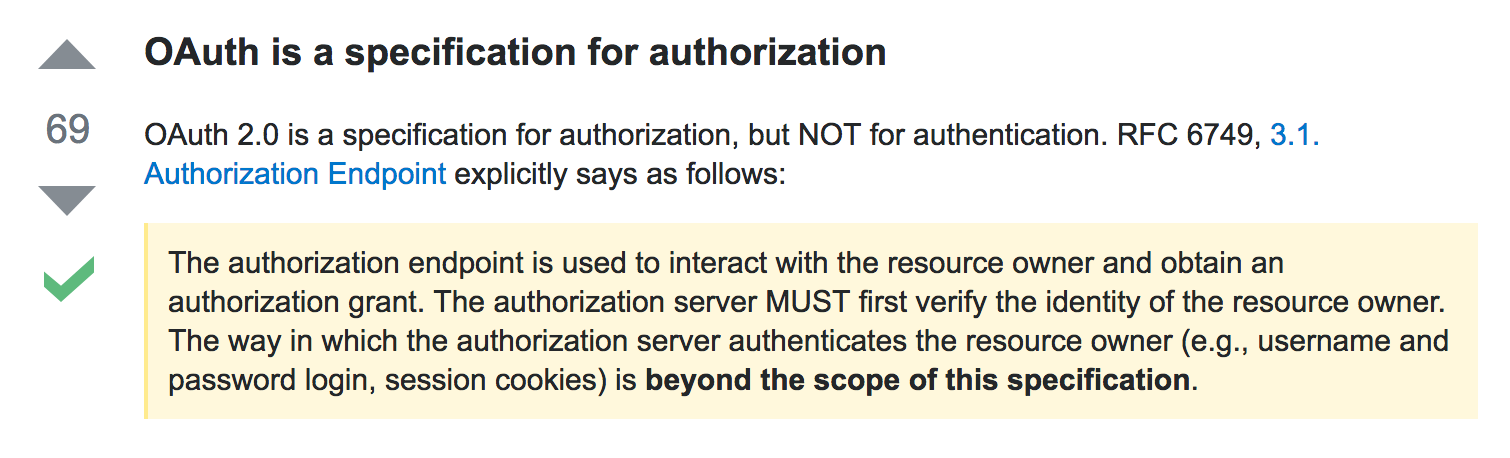 OAuth is a specification for authorization
69
OAuth 2.0 is a specification for authorization, but NOT for authentication. RFC 6749, 3.1.
Authorization Endpoint explicitly says as follows:
The authorization endpoint is used to interact with the resource owner and obtain an
authorization grant. The authorization server MUST first verify the identity of the resource owner.
The way in which the authorization server authenticates the resource owner (e.g., username and
password login, session cookies) is beyond the scope of this specification.